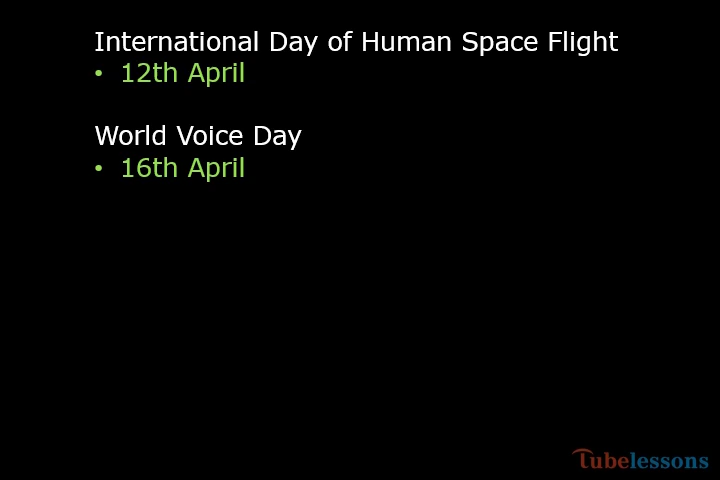 International Day of Human Space Flight
• 12th April
World Voice Day
• 16th April
Tubelessons